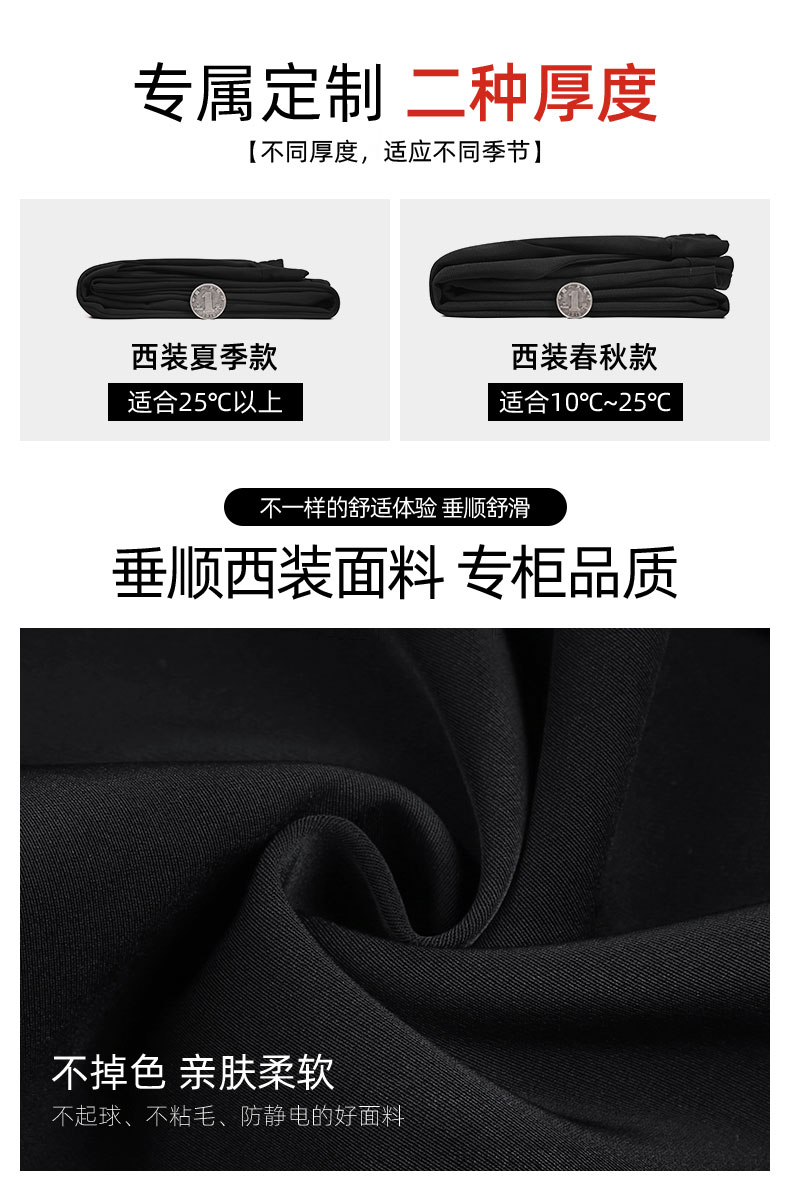 专属定制 二种厚度
【不同厚度，适应不同季节】
西装夏季款
适合25℃以上
西装春秋款
适合10℃~25℃
不一样的舒适体验 垂顺舒滑
垂顺西装面料 专柜品质
不掉色 亲肤柔软
不起球、不粘毛、防静电的好面料